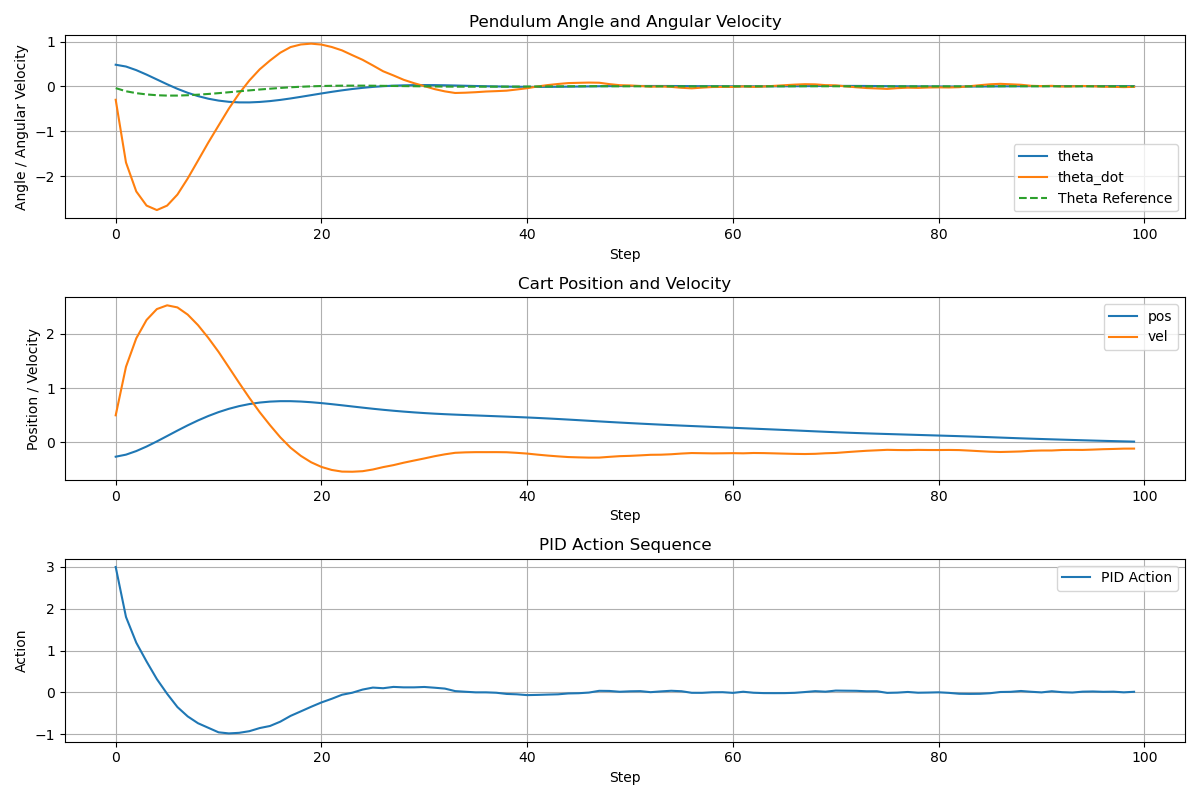 Pendulum Angle and Angular Velocity
Angle / Angular Velocity
1
0
−1
−2
theta
theta_dot
Theta Reference
0 20 40 60 80 100
Step
Cart Position and Velocity
Position / Velocity
2
1
0
pos
vel
0 20 40 60 80 100
Step
PID Action Sequence
Action
3
2
1
0
−1
PID Action
0 20 40 60 80 100
Step